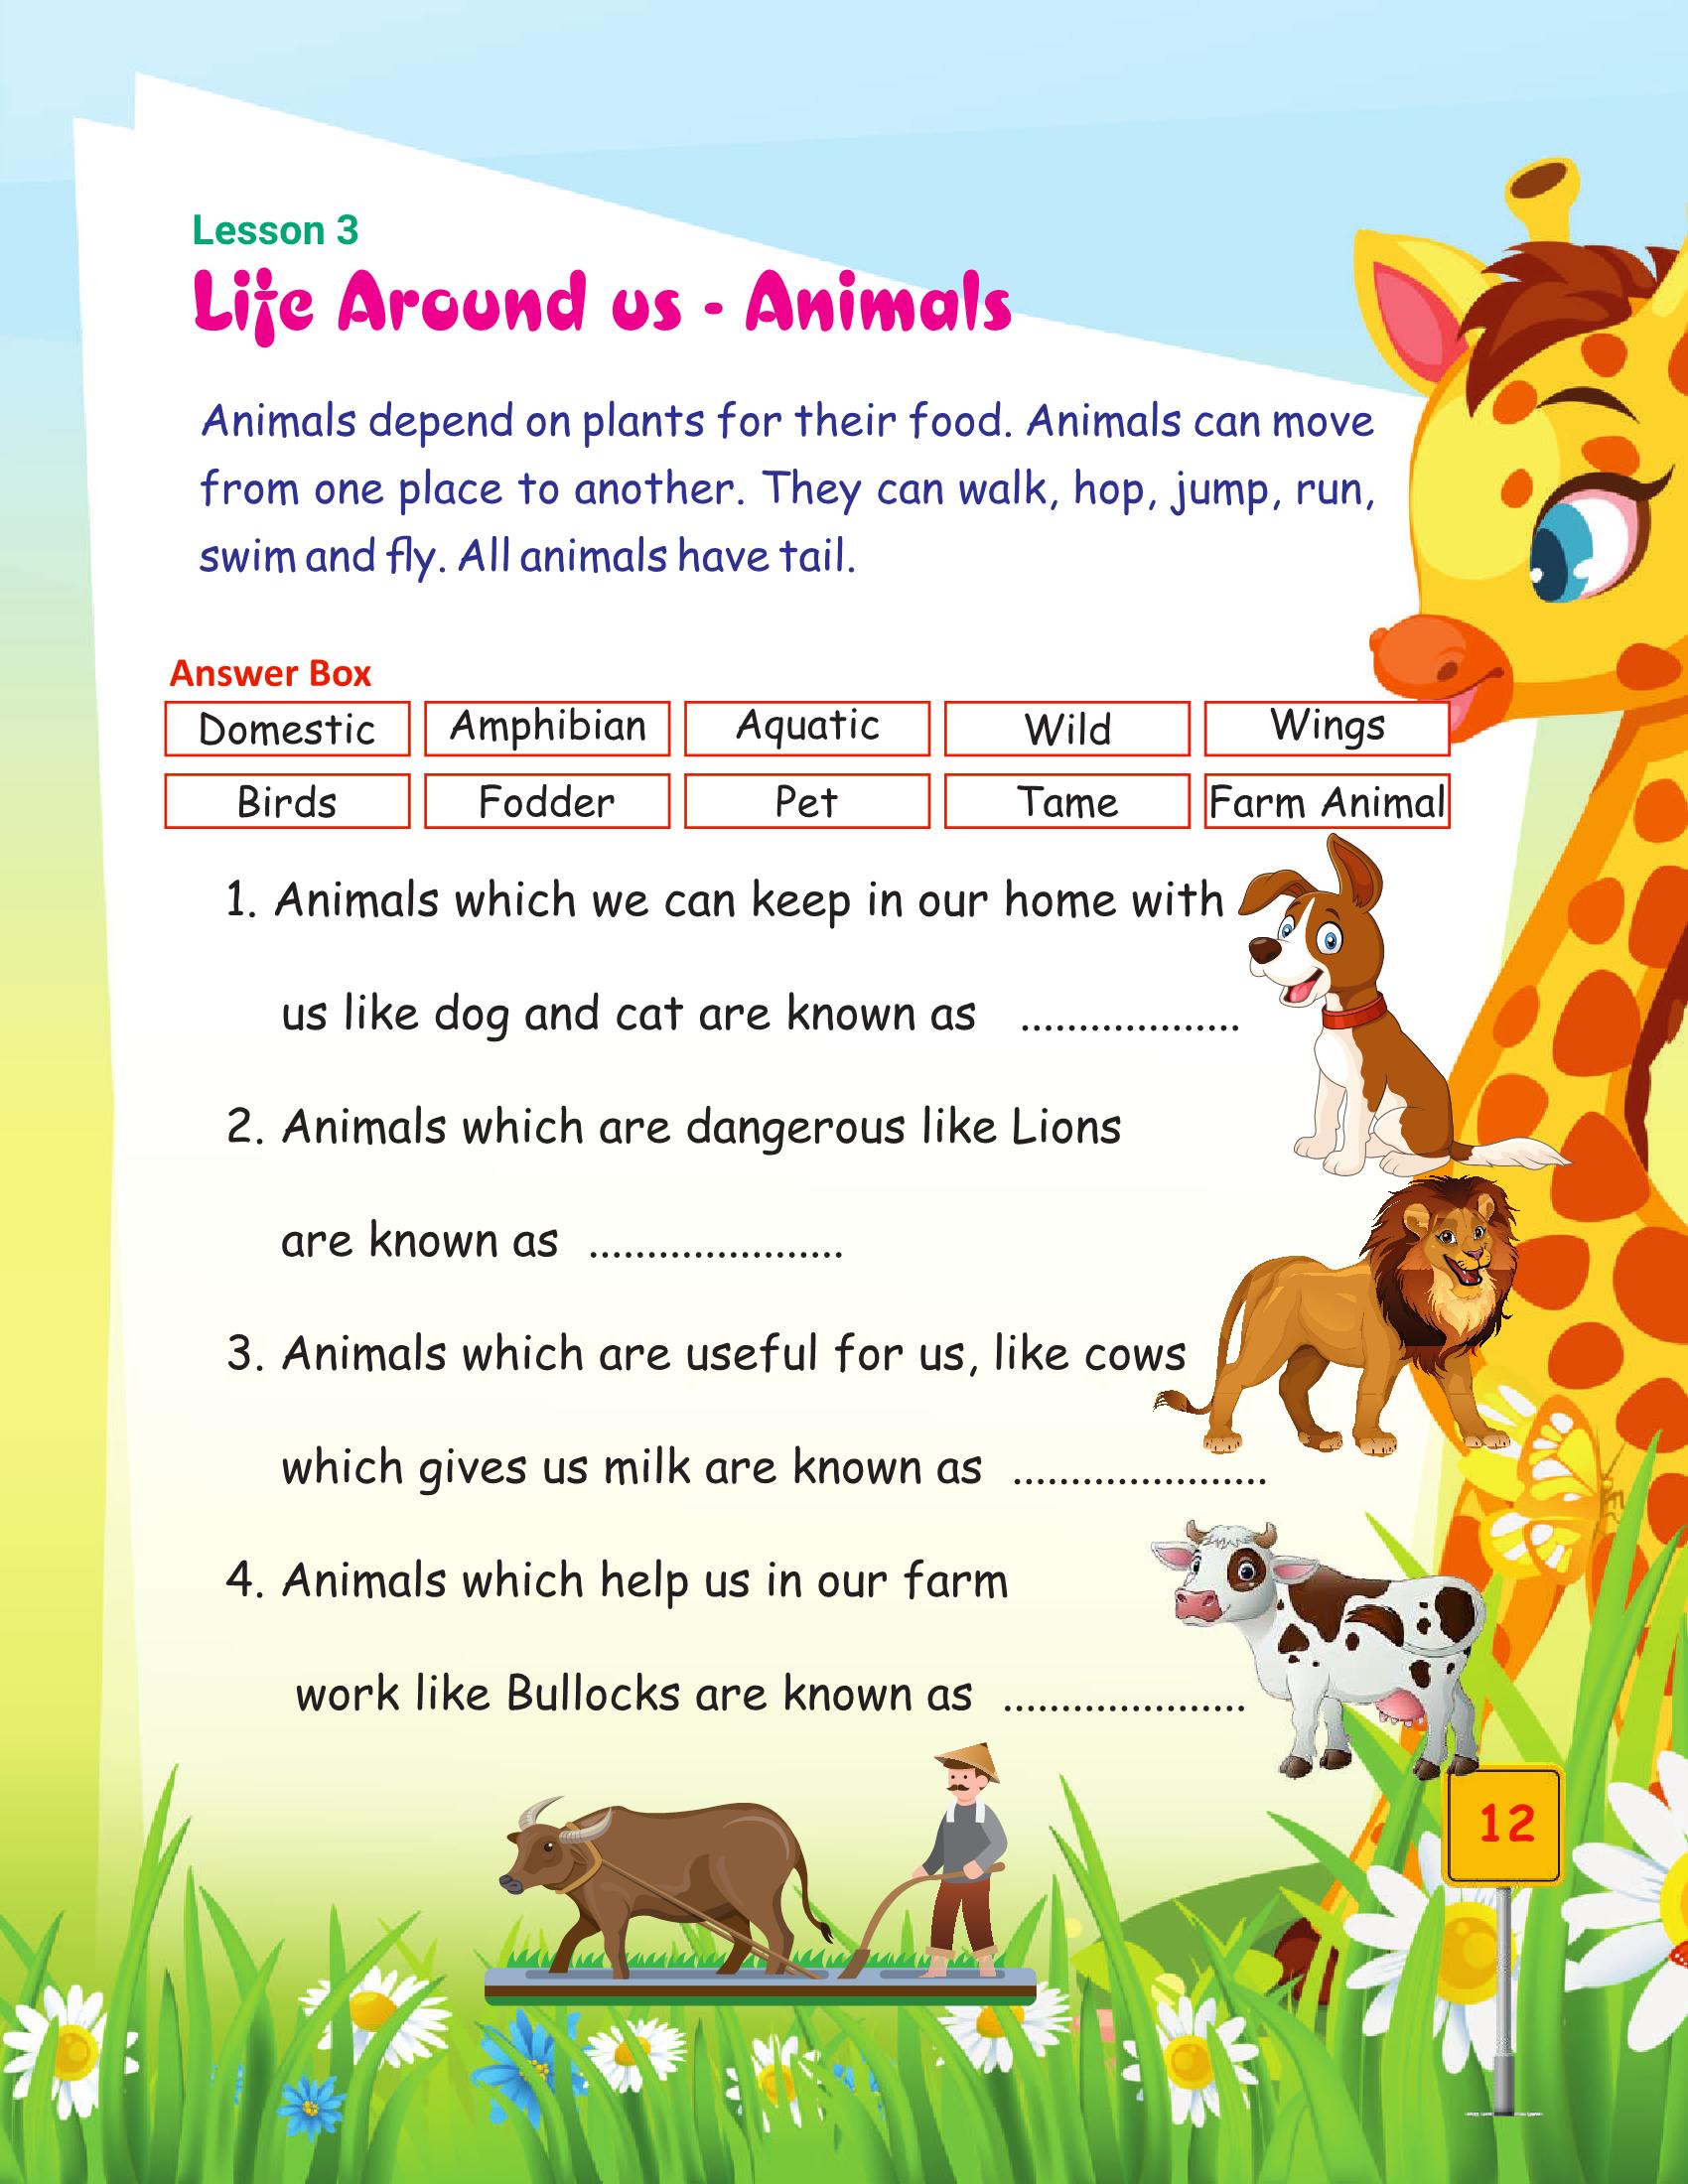 Lesson 3
Life Around us - Animals
Animals depend on plants for their food. Animals can move
from one place to another. They can walk, hop, jump, run,
swim and fly. All animals have tail.
Answer Box
Domestic Amphibian Aquatic Wild Wings
Birds Fodder Pet Tame Farm Animal
1. Animals which we can keep in our home with
us like dog and cat are known as ...................
2. Animals which are dangerous like Lions
are known as ......................
3. Animals which are useful for us, like cows
which gives us milk are known as ......................
4. Animals which help us in our farm
work like Bullocks are known as .....................
12